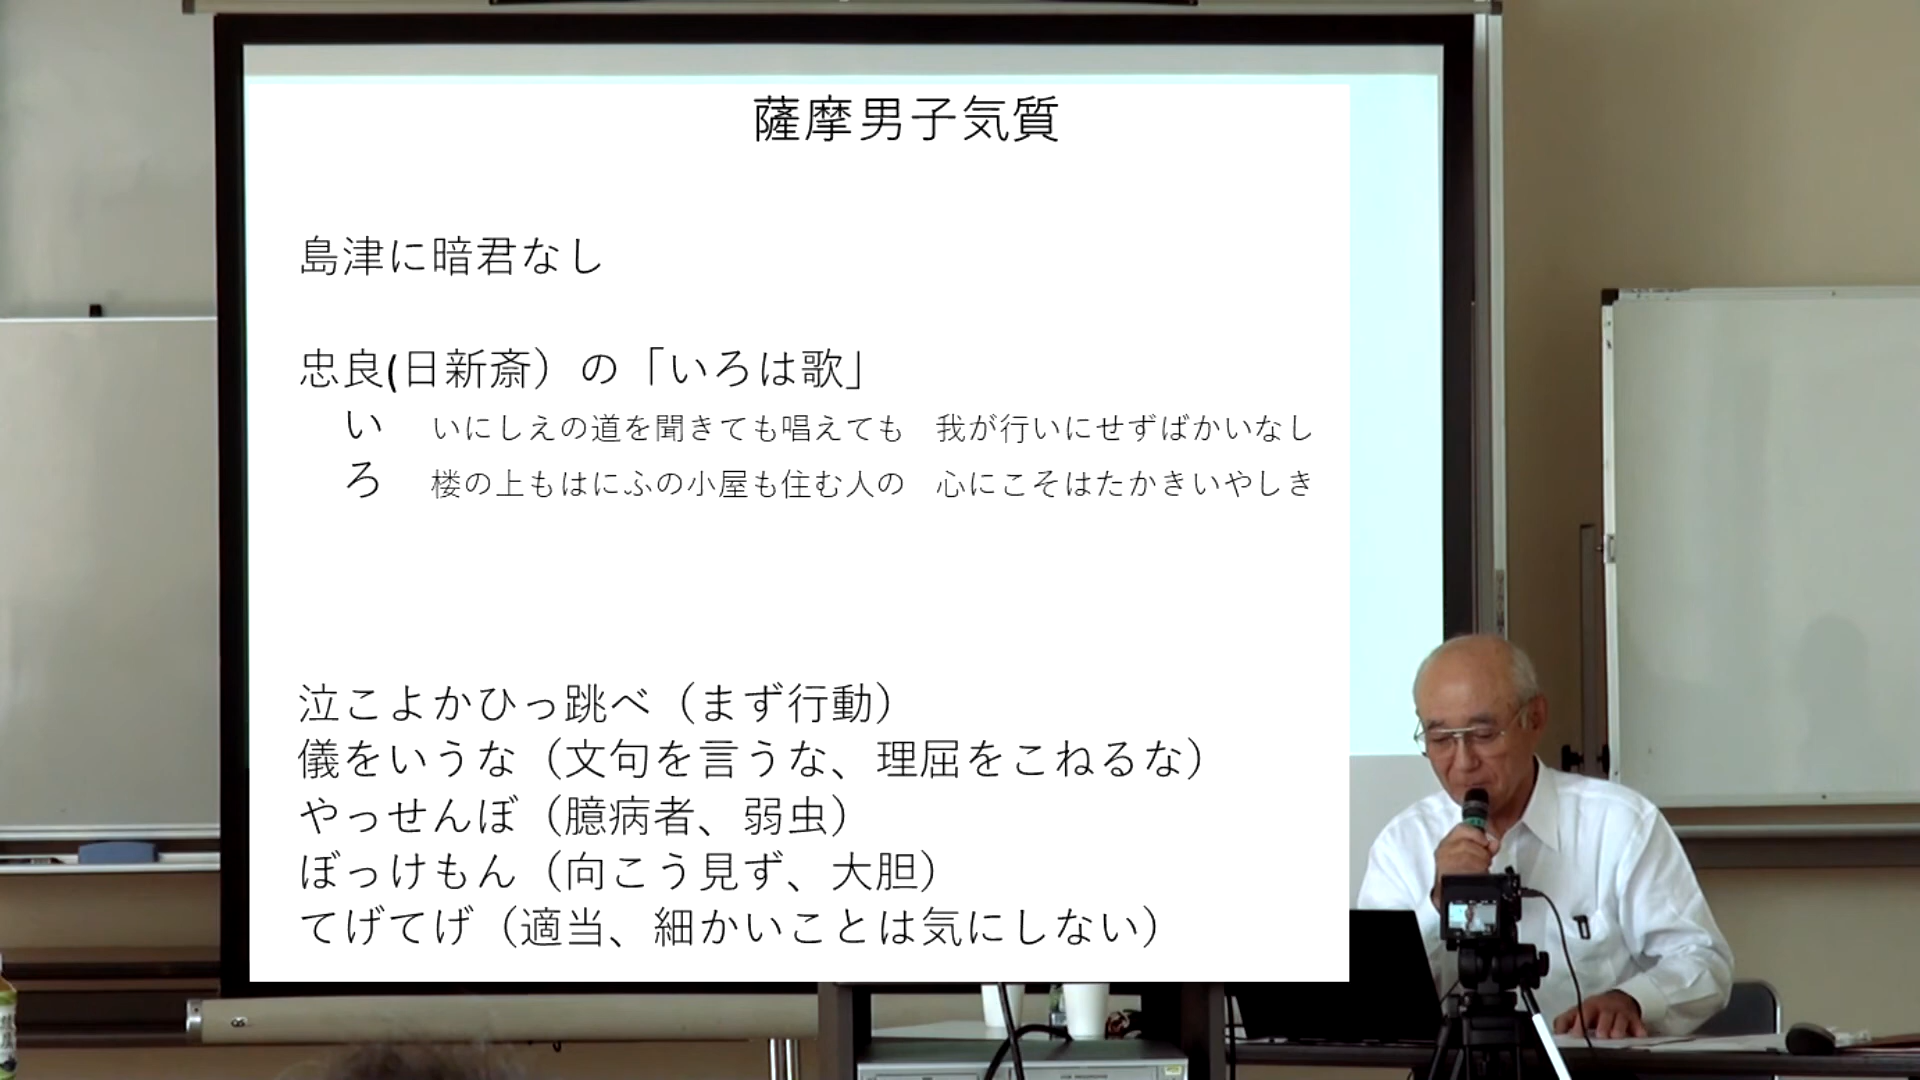 薩摩男子気質
島津に暗君なし
忠良(日新斎）の「いろは歌」
い　いにしえの道を聞きても唱えても　我が行いにせずばかいなし
ろ　楼の上もはにふの小屋も住む人の　心にこそはたかきいやしき
泣こよかひっ跳べ（まず行動）
儀をいうな（文句を言うな、理屈をこねるな）
やっせんぼ（臆病者、弱虫）
ぼっけもん（向こう見ず、大胆）
てげてげ（適当、細かいことは気にしない）